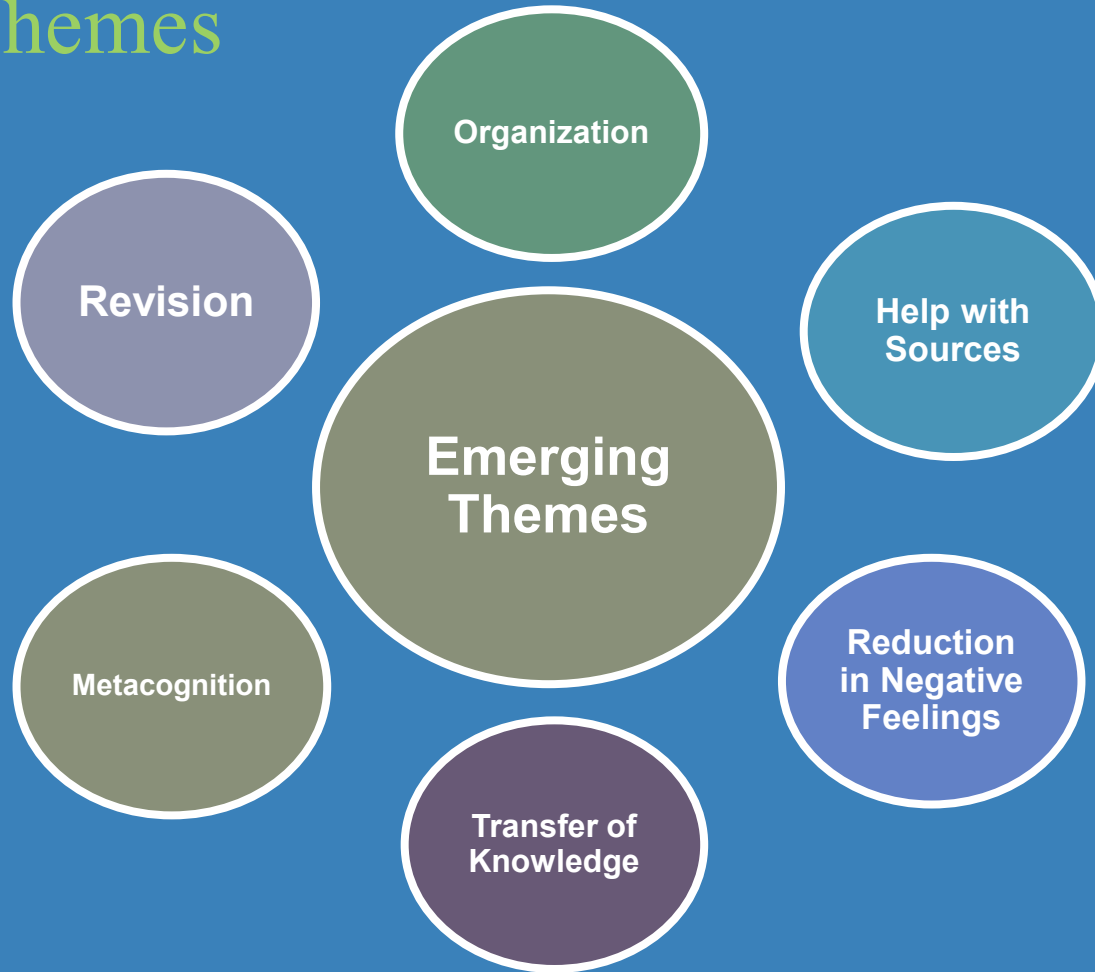 hemes
Organization
Revision
Help with
Sources
Emerging
Themes
Metacognition
Reduction
in Negative
Feelings
Transfer of
Knowledge